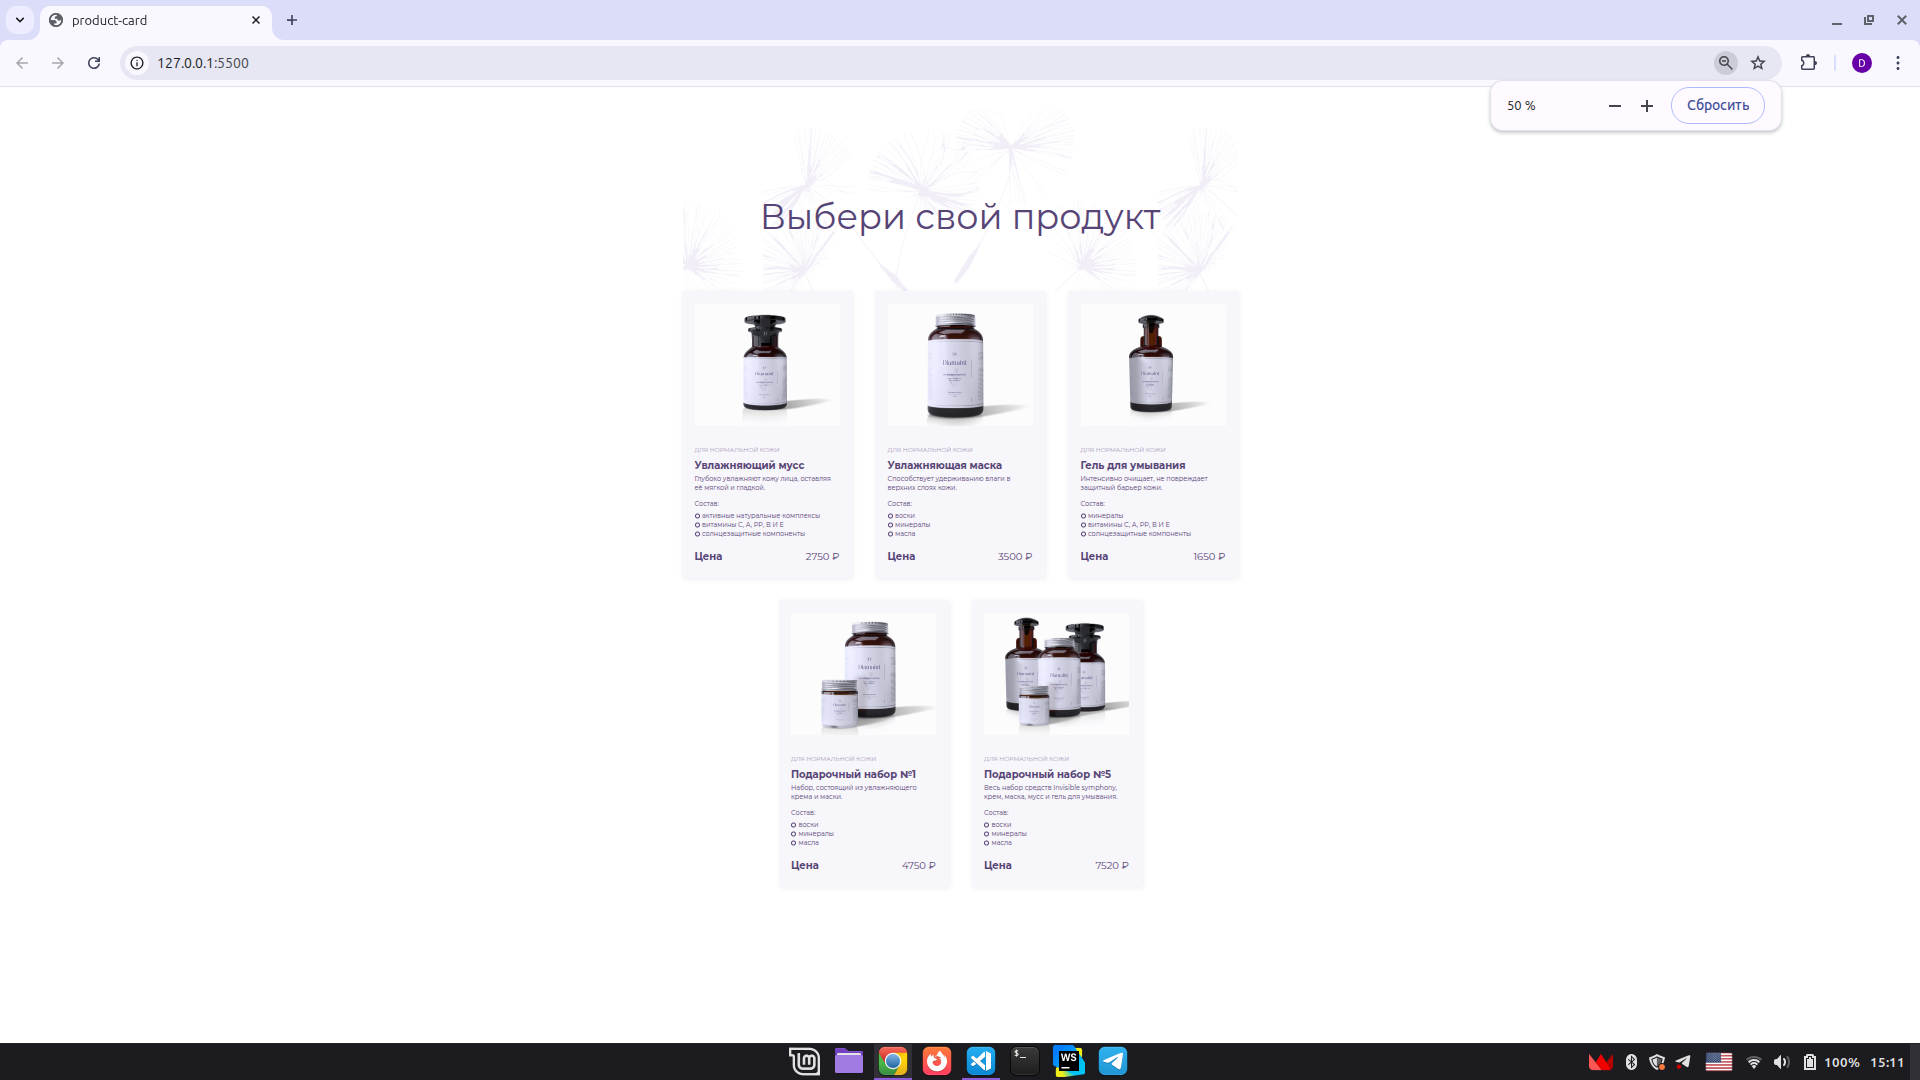 product-card
127.0.0.1:5500
D
50 %
Сбросить
Выбери свой продукт
ДЛЯ НОРМАЛЬНОЙ КОЖИ
Увлажняющий мусс
Глубоко увлажняют кожу лица, оставляя
её мягкой и гладкой.
Состав:
активные натуральные комплексы
витамины С, А, РР, В И Е
солнцезащитные компоненты
Цена 2750 ₽
ДЛЯ НОРМАЛЬНОЙ КОЖИ
Увлажняющая маска
Способствует удерживанию влаги в
верхних слоях кожи.
Состав:
воски
минералы
масла
Цена 3500 ₽
ДЛЯ НОРМАЛЬНОЙ КОЖИ
Гель для умывания
Интенсивно очищает, не повреждает
защитный барьер кожи.
Состав:
минералы
витамины С, А, РР, В И Е
солнцезащитные компоненты
Цена 1650 ₽
ДЛЯ НОРМАЛЬНОЙ КОЖИ
Подарочный набор №1
Набор, состоящий из увлажняющего
крема и маски.
Состав:
воски
минералы
масла
Цена 4750 ₽
ДЛЯ НОРМАЛЬНОЙ КОЖИ
Подарочный набор №5
Весь набор средств Invisible symphony,
крем, маска, мусс и гель для умывания.
Состав:
воски
минералы
масла
Цена 7520 ₽
$_
WS
100% 15:11